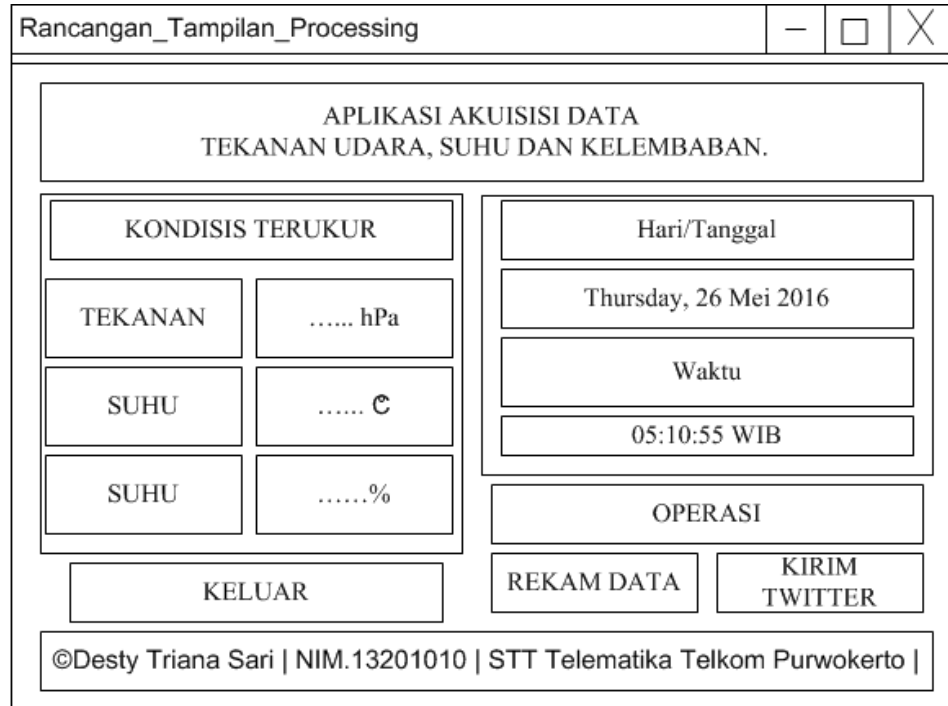 Rancangan_Tampilan_Processing
APLIKASI AKUISISI DATA
TEKANAN UDARA, SUHU DAN KELEMBABAN.
KONDISIS TERUKUR
TEKANAN
…... hPa
SUHU
…... ℃
SUHU
……%
KELUAR
Hari/Tanggal
Thursday, 26 Mei 2016
Waktu
05:10:55 WIB
OPERASI
REKAM DATA
KIRIM
TWITTER
©Desty Triana Sari | NIM.13201010 | STT Telematika Telkom Purwokerto |